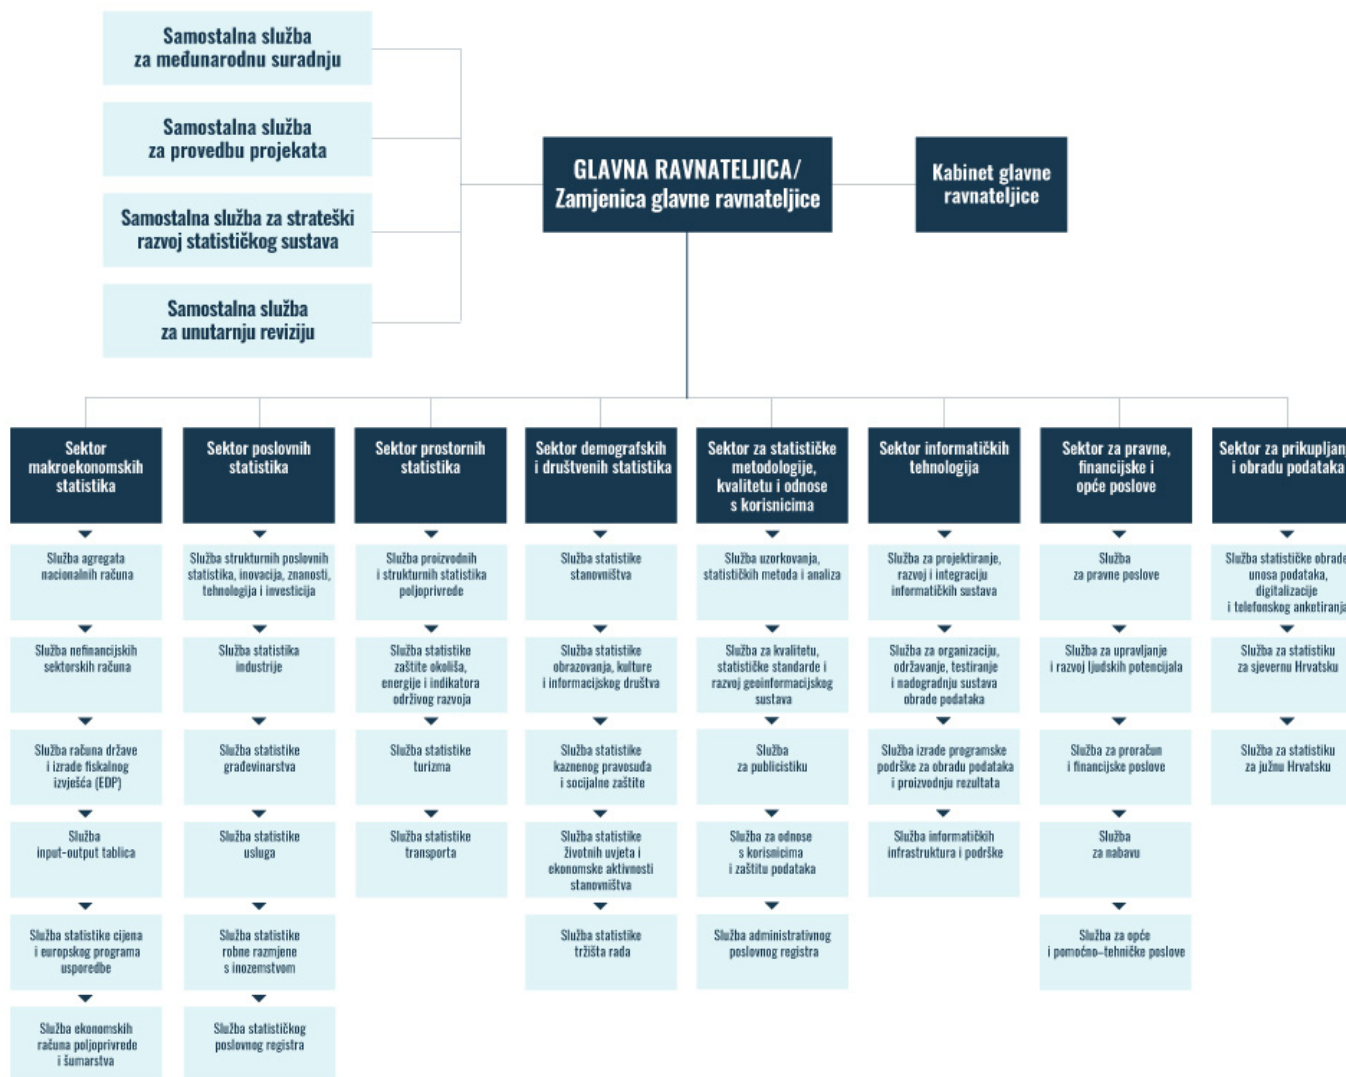 Samostalna služba
za međunarodnu suradnju
Samostalna služba
za provedbu projekata
Samostalna služba za strateški
razvoj statističkog sustava
Samostalna služba
za unutarnju reviziju
GLAVNA RAVNATELJICA/
Zamjenica glavne ravnateljice
Kabinet glavne
ravnateljice
Sektor
makroekonomskih
statistika
Služba agregata
nacionalnih računa
Služba nefinancijskih
sektorskih računa
Služba računa države
i izrade fiskalnog
izvješća (EDP)
Služba
input-output tablica
Služba statistike cijena
i europskog programa
usporedbe
Služba ekonomskih
računa poljoprivrede
i šumarstva
Sektor poslovnih
statistika
Služba strukturnih poslovnih
statistika, inovacija, znanosti,
tehnologija i investicija
Služba statistika
industrije
Služba statistike
građevinarstva
Služba statistike
usluga
Služba statistike
robne razmjene
s inozemstvom
Služba statističkog
poslovnog registra
Sektor prostornih
statistika
Služba proizvodnih
i strukturnih statistika
poljoprivrede
Služba statistike
zaštite okoliša,
energije i indikatora
održivog razvoja
Služba statistike
turizma
Služba statistike
transporta
Sektor demografskih
i društvenih statistika
Služba statistike
stanovništva
Služba statistike
obrazovanja, kulture
i informacijskog društva
Služba statistike
kaznenog pravosuđa
i socijalne zaštite
Služba statistike
životnih uvjeta i
ekonomske aktivnosti
stanovništva
Služba statistike
tržišta rada
Sektor za statističke
metodologije,
kvalitetu i odnose
s korisnicima
Služba uzorkovanja,
statističkih metoda i analiza
Služba za kvalitetu,
statističke standarde i
razvoj geoinformacijskog
sustava
Služba
za publicistiku
Služba za odnose
s korisnicima
i zaštitu podataka
Služba administrativnog
poslovnog registra
Sektor informatičkih
tehnologija
Služba za projektiranje,
razvoj i integraciju
informatičkih sustava
Služba za organizaciju,
održavanje, testiranje
i nadogradnju sustava
obrade podataka
Služba izrade programske
podrške za obradu podataka
i proizvodnju rezultata
Služba informatičkih
infrastruktura i podrške
Sektor za pravne,
financijske i
opće poslove
Služba
za pravne poslove
Služba za upravljanje
i razvoj ljudskih potencijala
Služba za proračun
i financijske poslove
Služba
za nabavu
Služba za opće
i pomoćno–tehničke poslove
Sektor za prikupljanje
i obradu podataka
Služba statističke obrade,
unosa podataka,
digitalizacije
i telefonskog anketiranja
Služba za statistiku
za sjevernu Hrvatsku
Služba za statistiku
za južnu Hrvatsku